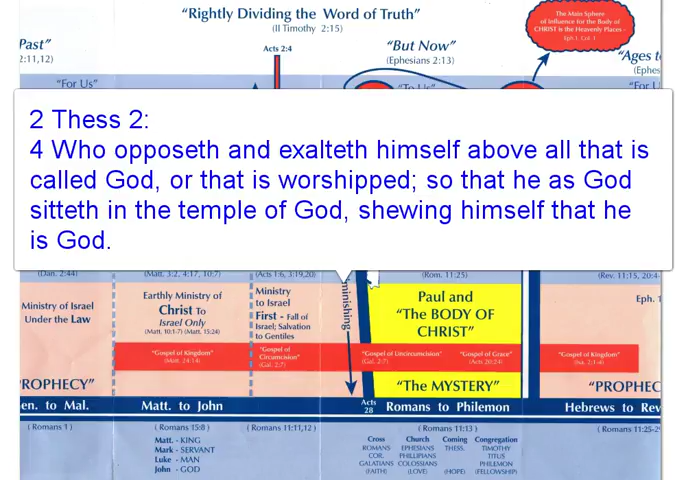 "Rightly Dividing the Word of Truth"
(II Timothy 2:15)
The Main Sphere
of Influence for the Body of
CHRIST is the Heavenly Places -
Past"
2:11,12)
Acts 2:4
"But Now"
(Ephesians 2:13)
"Ages t
(Ephes
"For Us"
"To Us"
"For U
2 Thess 2:
4 Who opposeth and exalteth himself above all that is
called God, or that is worshipped; so that he as God
sitteth in the temple of God, shewing himself that he
is God.
(Dan. 2:44)
(Matt. 3:2, 4:17, 10:7)
(Acts 1:6, 3:19,20)
(Rom. 11:25)
(Rev. 11:15, 20:4-
Ministry of Israel
Under the Law
Earthly Ministry of
Christ To
Israel Only
(Matt. 10:1-7) (Matt. 15:24)
Ministry
to Israel
First - Fall of
Israel; Salvation
to Gentiles
minishing
Paul and
"The BODY OF
CHRIST"
Eph. 1
"Gospel of Kingdom"
(Matt. 24:14)
"Gospel of
Circumcision"
(Gal. 2:7)
"Gospel of Uncircumcision"
(Gal. 2:7)
"Gospel of Grace"
(Acts 20:24)
"Gospel of Kingdom"
(Isa. 2:1-4)
ROPHECY"
"The MYSTERY"
"PROPHEC
en. to Mal.
Matt. to John
Acts
28
Romans to Philemon
Hebrews to Rev
( Romans 1 )
( Romans 15:8 )
( Romans 11:11,12 )
( Romans 11:13 )
(Romans 11:25-2
Matt. - KING
Mark - SERVANT
Luke - MAN
John - GOD
Cross Church Coming Congregation
ROMANS EPHESIANS THESS. TIMOTHY
COR. PHILLIPIANS TITUS
GALATIANS COLOSSIANS PHILEMON
(FAITH) (LOVE) (HOPE) (FELLOWSHIP)